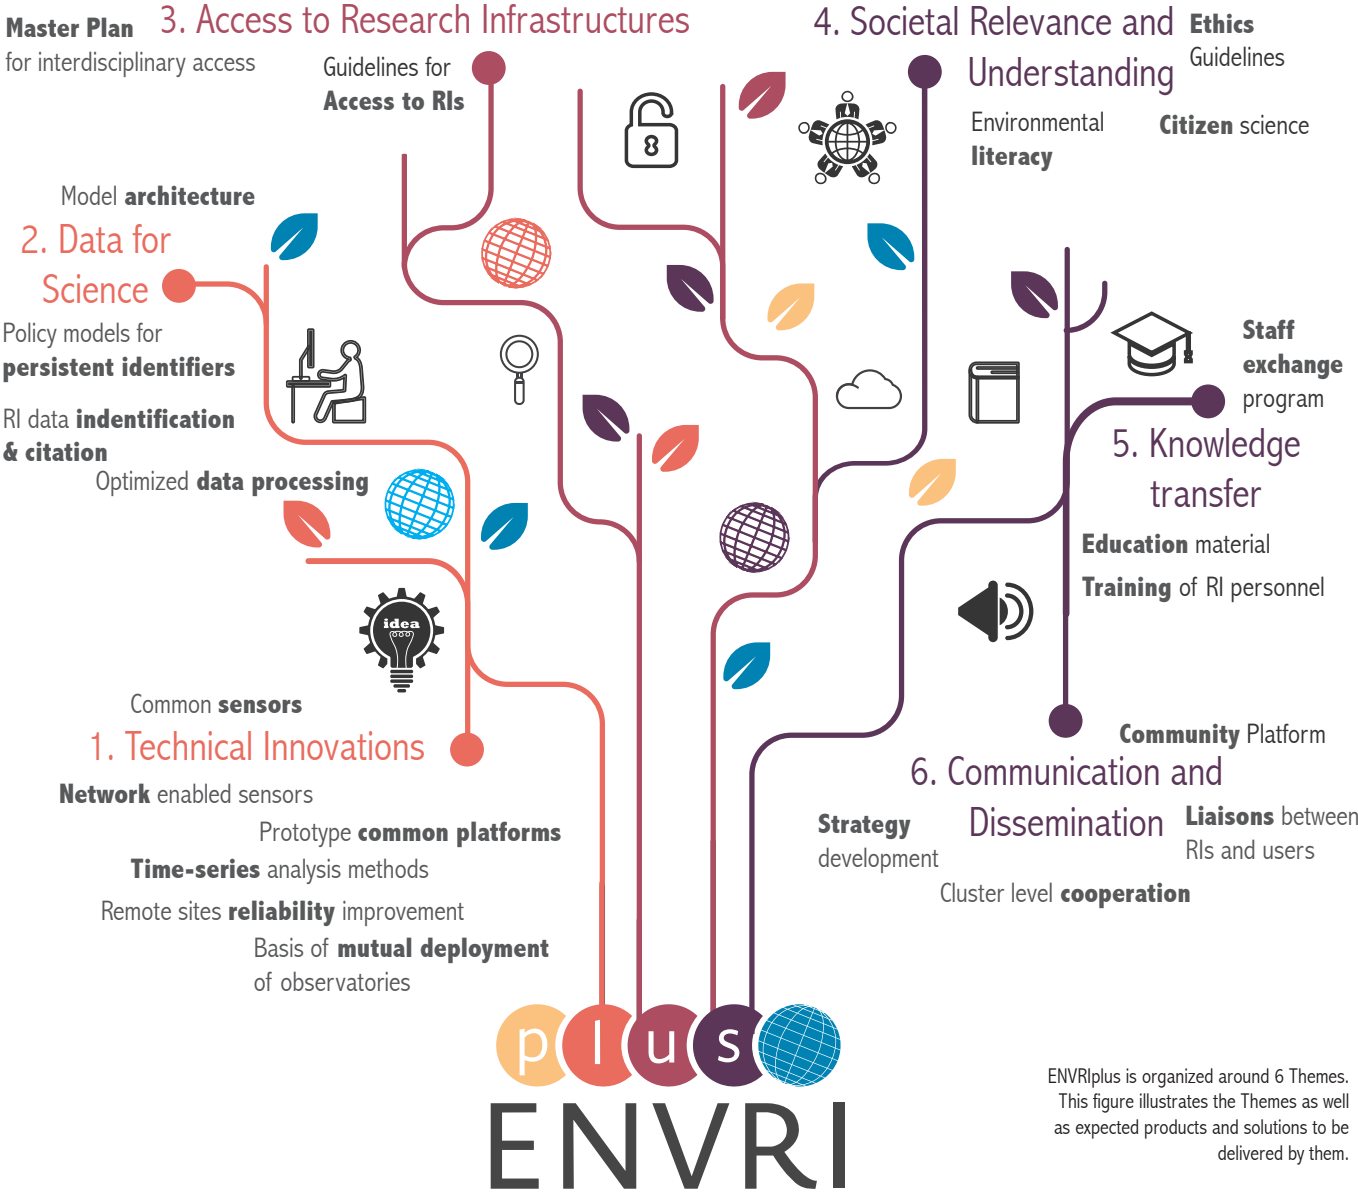 Master Plan
for interdisciplinary access
3. Access to Research Infrastructures
Guidelines for
Access to RIs
4. Societal Relevance and
Understanding
Ethics
Guidelines
Environmental
literacy
Citizen science
Model architecture
2. Data for
Science
Policy models for
persistent identifiers
RI data indentification
& citation
Optimized data processing
Staff
exchange
program
5. Knowledge
transfer
Education material
Training of RI personnel
idea
Common sensors
1. Technical Innovations
Network enabled sensors
Prototype common platforms
Time-series analysis methods
Remote sites reliability improvement
Basis of mutual deployment
of observatories
Community Platform
6. Communication and
Dissemination
Strategy
development
Liaisons between
RIs and users
Cluster level cooperation
plus
ENVRI
ENVRIplus is organized around 6 Themes.
This figure illustrates the Themes as well
as expected products and solutions to be
delivered by them.